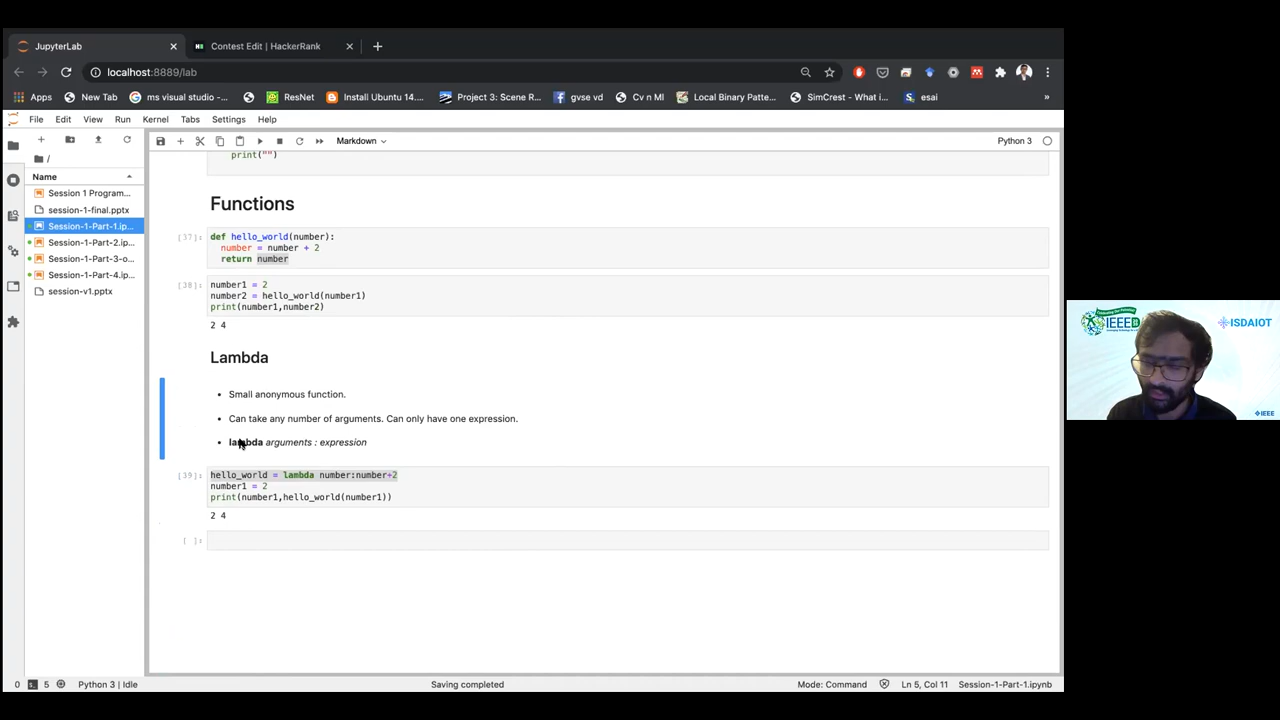 JupyterLab
Contest Edit | HackerRank
localhost:8889/lab
Apps
New Tab
ms visual studio -...
ResNet
Install Ubuntu 14....
Project 3: Scene R...
gvse vd
Cv n Ml
Local Binary Patte...
SimCrest - What i...
esai
»
File Edit View Run Kernel Tabs Settings Help
Markdown
Python 3
/
Name
Session 1 Program...
session-1-final.pptx
Session-1-Part-1.ip...
Session-1-Part-2.ip...
Session-1-Part-3-o...
Session-1-Part-4.ip...
session-v1.pptx
print("")
Functions
[37]:
def hello_world(number):
number = number + 2
return number
[38]:
number1 = 2
number2 = hello_world(number1)
print(number1,number2)
2 4
Lambda
Small anonymous function.
Can take any number of arguments. Can only have one expression.
lambda arguments : expression
[39]:
hello_world = lambda number:number+2
number1 = 2
print(number1,hello_world(number1))
2 4
[ ]:
0
5
Python 3 | Idle
Saving completed
Mode: Command
Ln 5, Col 11
Session-1-Part-1.ipynb
IEEE
ISDAIOT
IEEE